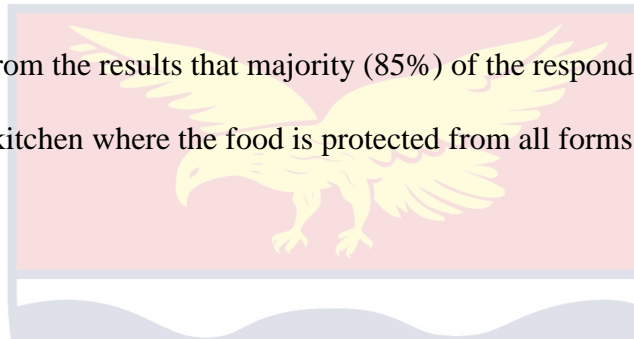 rom the results that majority (85%) of the respond
kitchen where the food is protected from all forms